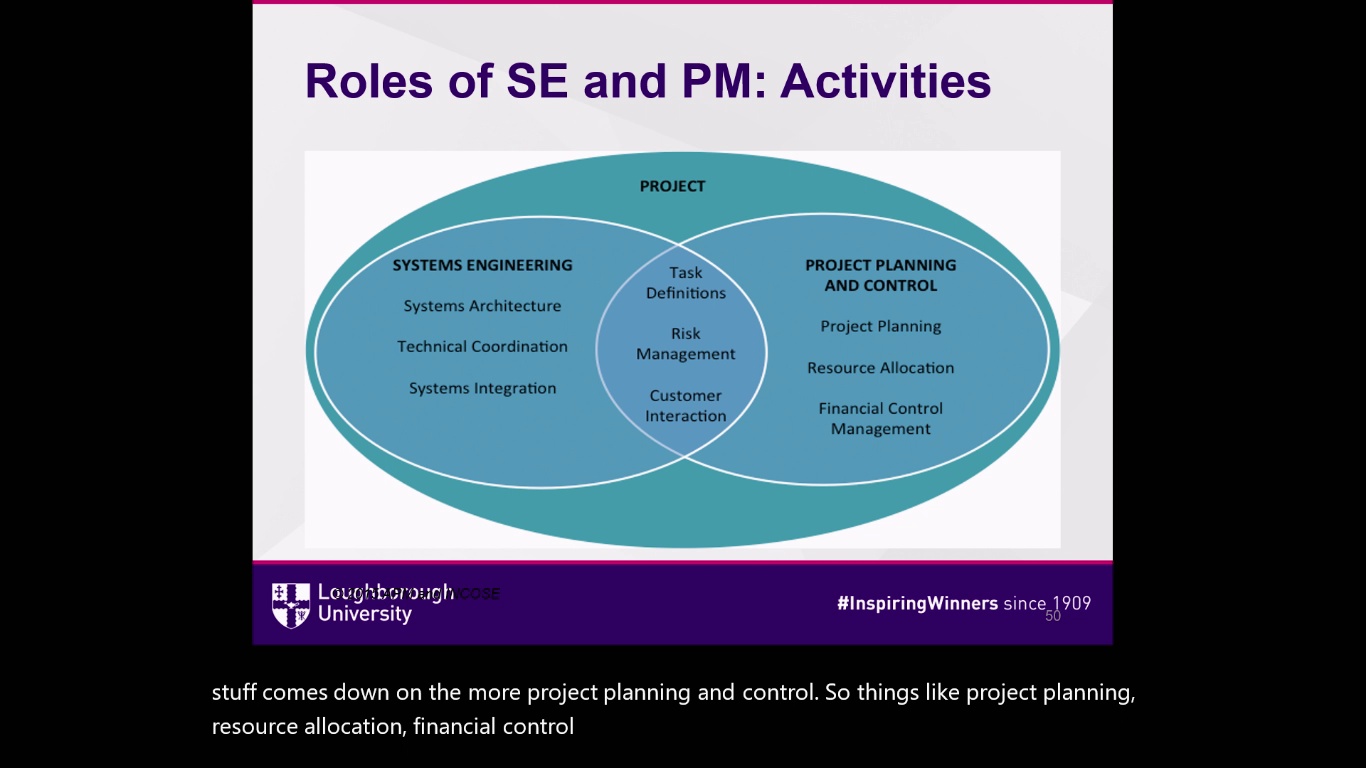 Roles of SE and PM: Activities
PROJECT
SYSTEMS ENGINEERING
Systems Architecture
Technical Coordination
Systems Integration
Task
Definitions
Risk
Management
Customer
Interaction
PROJECT PLANNING
AND CONTROL
Project Planning
Resource Allocation
Financial Control
Management
Loughborough
University
INCOSE
#InspiringWinners since 1909
50
stuff comes down on the more project planning and control. So things like project planning,
resource allocation, financial control